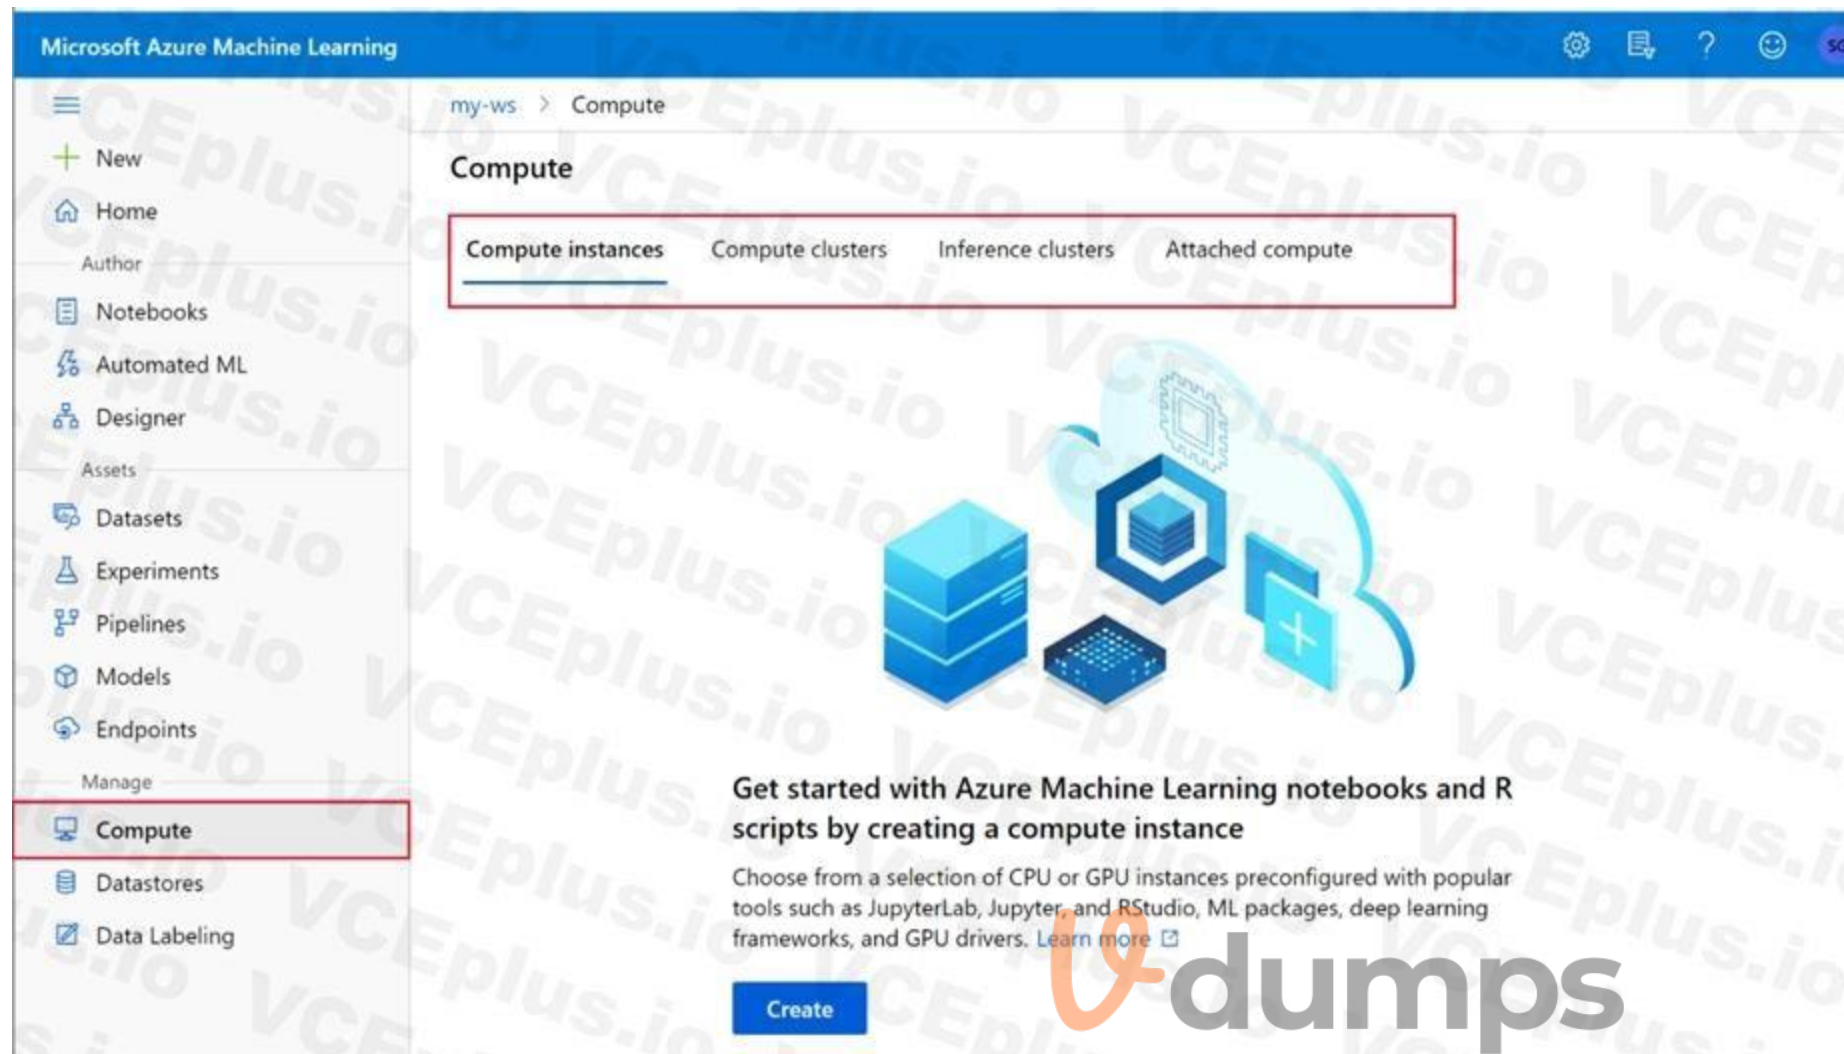 Microsoft Azure Machine Learning
my-ws > Compute
New
Home
Author
Notebooks
Automated ML
Designer
Assets
Datasets
Experiments
Pipelines
Models
Endpoints
Manage
Compute
Datastores
Data Labeling
Compute
Compute instances Compute clusters Inference clusters Attached compute
Get started with Azure Machine Learning notebooks and R
scripts by creating a compute instance
Choose from a selection of CPU or GPU instances preconfigured with popular
tools such as JupyterLab, Jupyter, and RStudio, ML packages, deep learning
frameworks, and GPU drivers. Learn more
Create
dumps
VCEplus.io